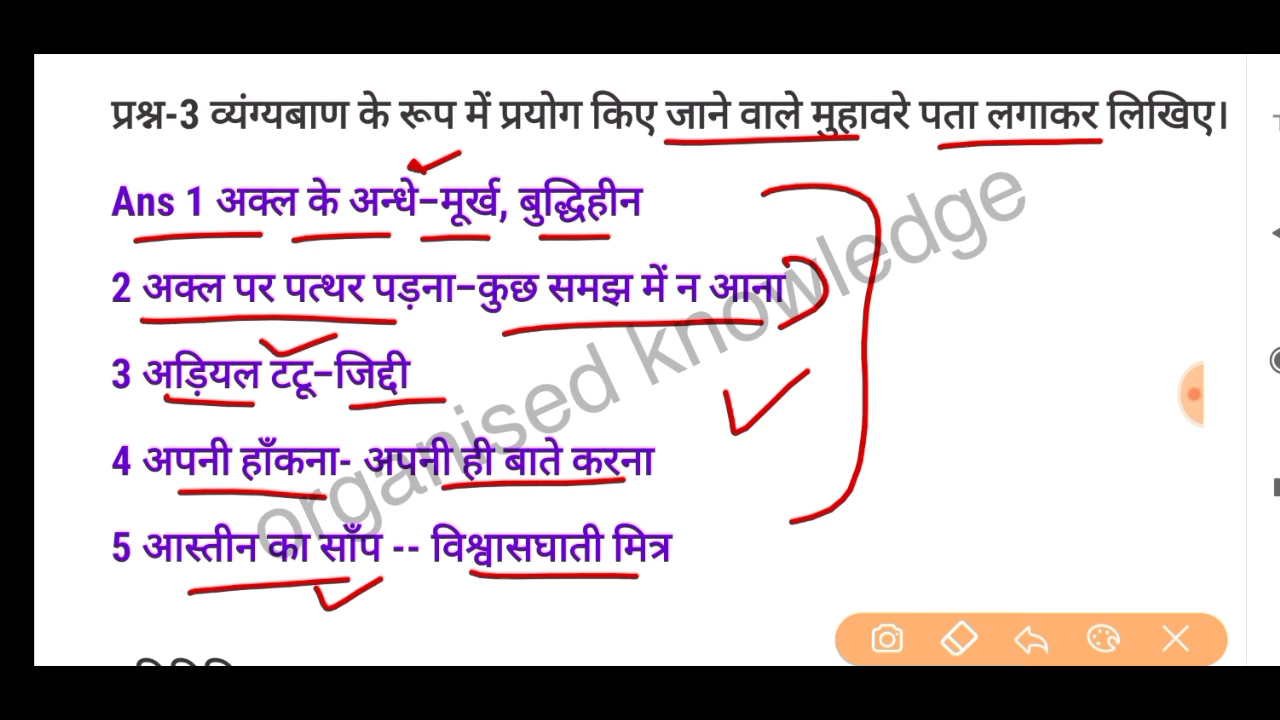 प्रश्न-3 व्यंग्यबाण के रूप में प्रयोग किए जाने वाले मुहावरे पता लगाकर लिखिए।
Ans 1 अक्ल के अन्धे–मूर्ख, बुद्धिहीन
2 अक्ल पर पत्थर पड़ना–कुछ समझ में न आना
3 अड़ियल टटू–जिद्दी
4 अपनी हाँकना- अपनी ही बाते करना
5 आस्तीन का साँप -- विश्वासघाती मित्र
organised knowledge